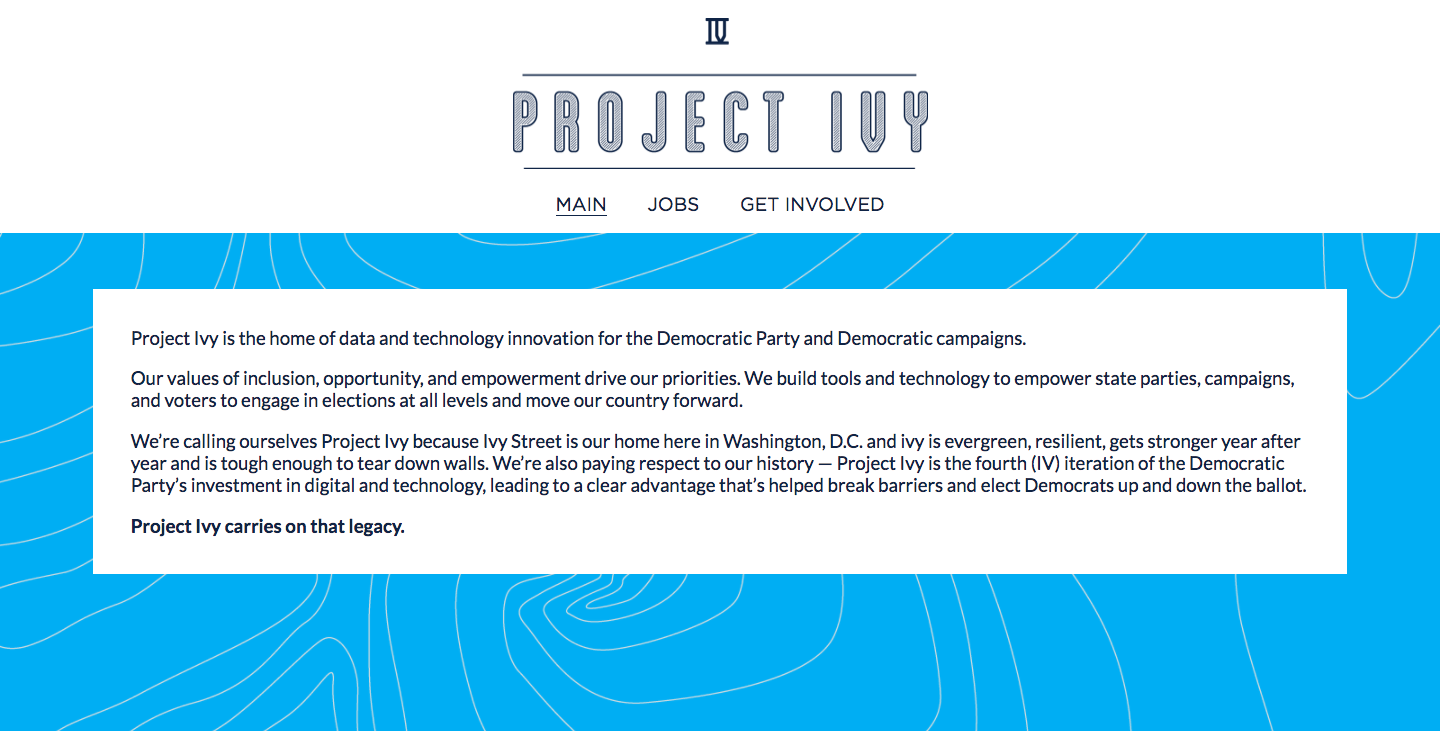 IV
PROJECT IVY
MAIN JOBS GET INVOLVED
Project Ivy is the home of data and technology innovation for the Democratic Party and Democratic campaigns.
Our values of inclusion, opportunity, and empowerment drive our priorities. We build tools and technology to empower state parties, campaigns,
and voters to engage in elections at all levels and move our country forward.
We’re calling ourselves Project Ivy because Ivy Street is our home here in Washington, D.C. and ivy is evergreen, resilient, gets stronger year after
year and is tough enough to tear down walls. We’re also paying respect to our history — Project Ivy is the fourth (IV) iteration of the Democratic
Party’s investment in digital and technology, leading to a clear advantage that’s helped break barriers and elect Democrats up and down the ballot.
Project Ivy carries on that legacy.